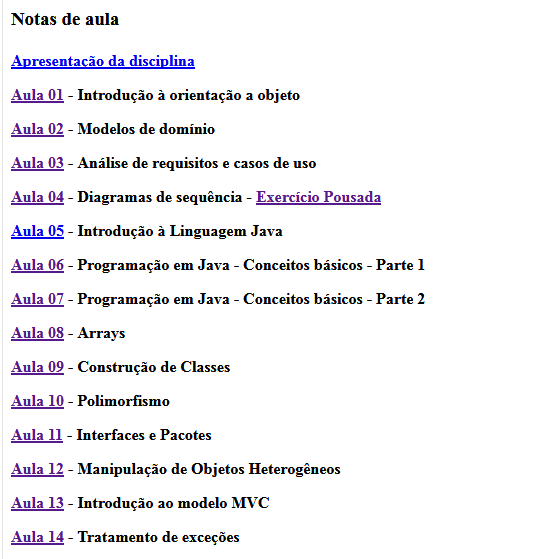 Notas de aula
Apresentação da disciplina
Aula 01 - Introdução à orientação a objeto
Aula 02 - Modelos de domínio
Aula 03 - Análise de requisitos e casos de uso
Aula 04 - Diagramas de sequência - Exercício Pousada
Aula 05 - Introdução à Linguagem Java
Aula 06 - Programação em Java - Conceitos básicos - Parte 1
Aula 07 - Programação em Java - Conceitos básicos - Parte 2
Aula 08 - Arrays
Aula 09 - Construção de Classes
Aula 10 - Polimorfismo
Aula 11 - Interfaces e Pacotes
Aula 12 - Manipulação de Objetos Heterogêneos
Aula 13 - Introdução ao modelo MVC
Aula 14 - Tratamento de exceções